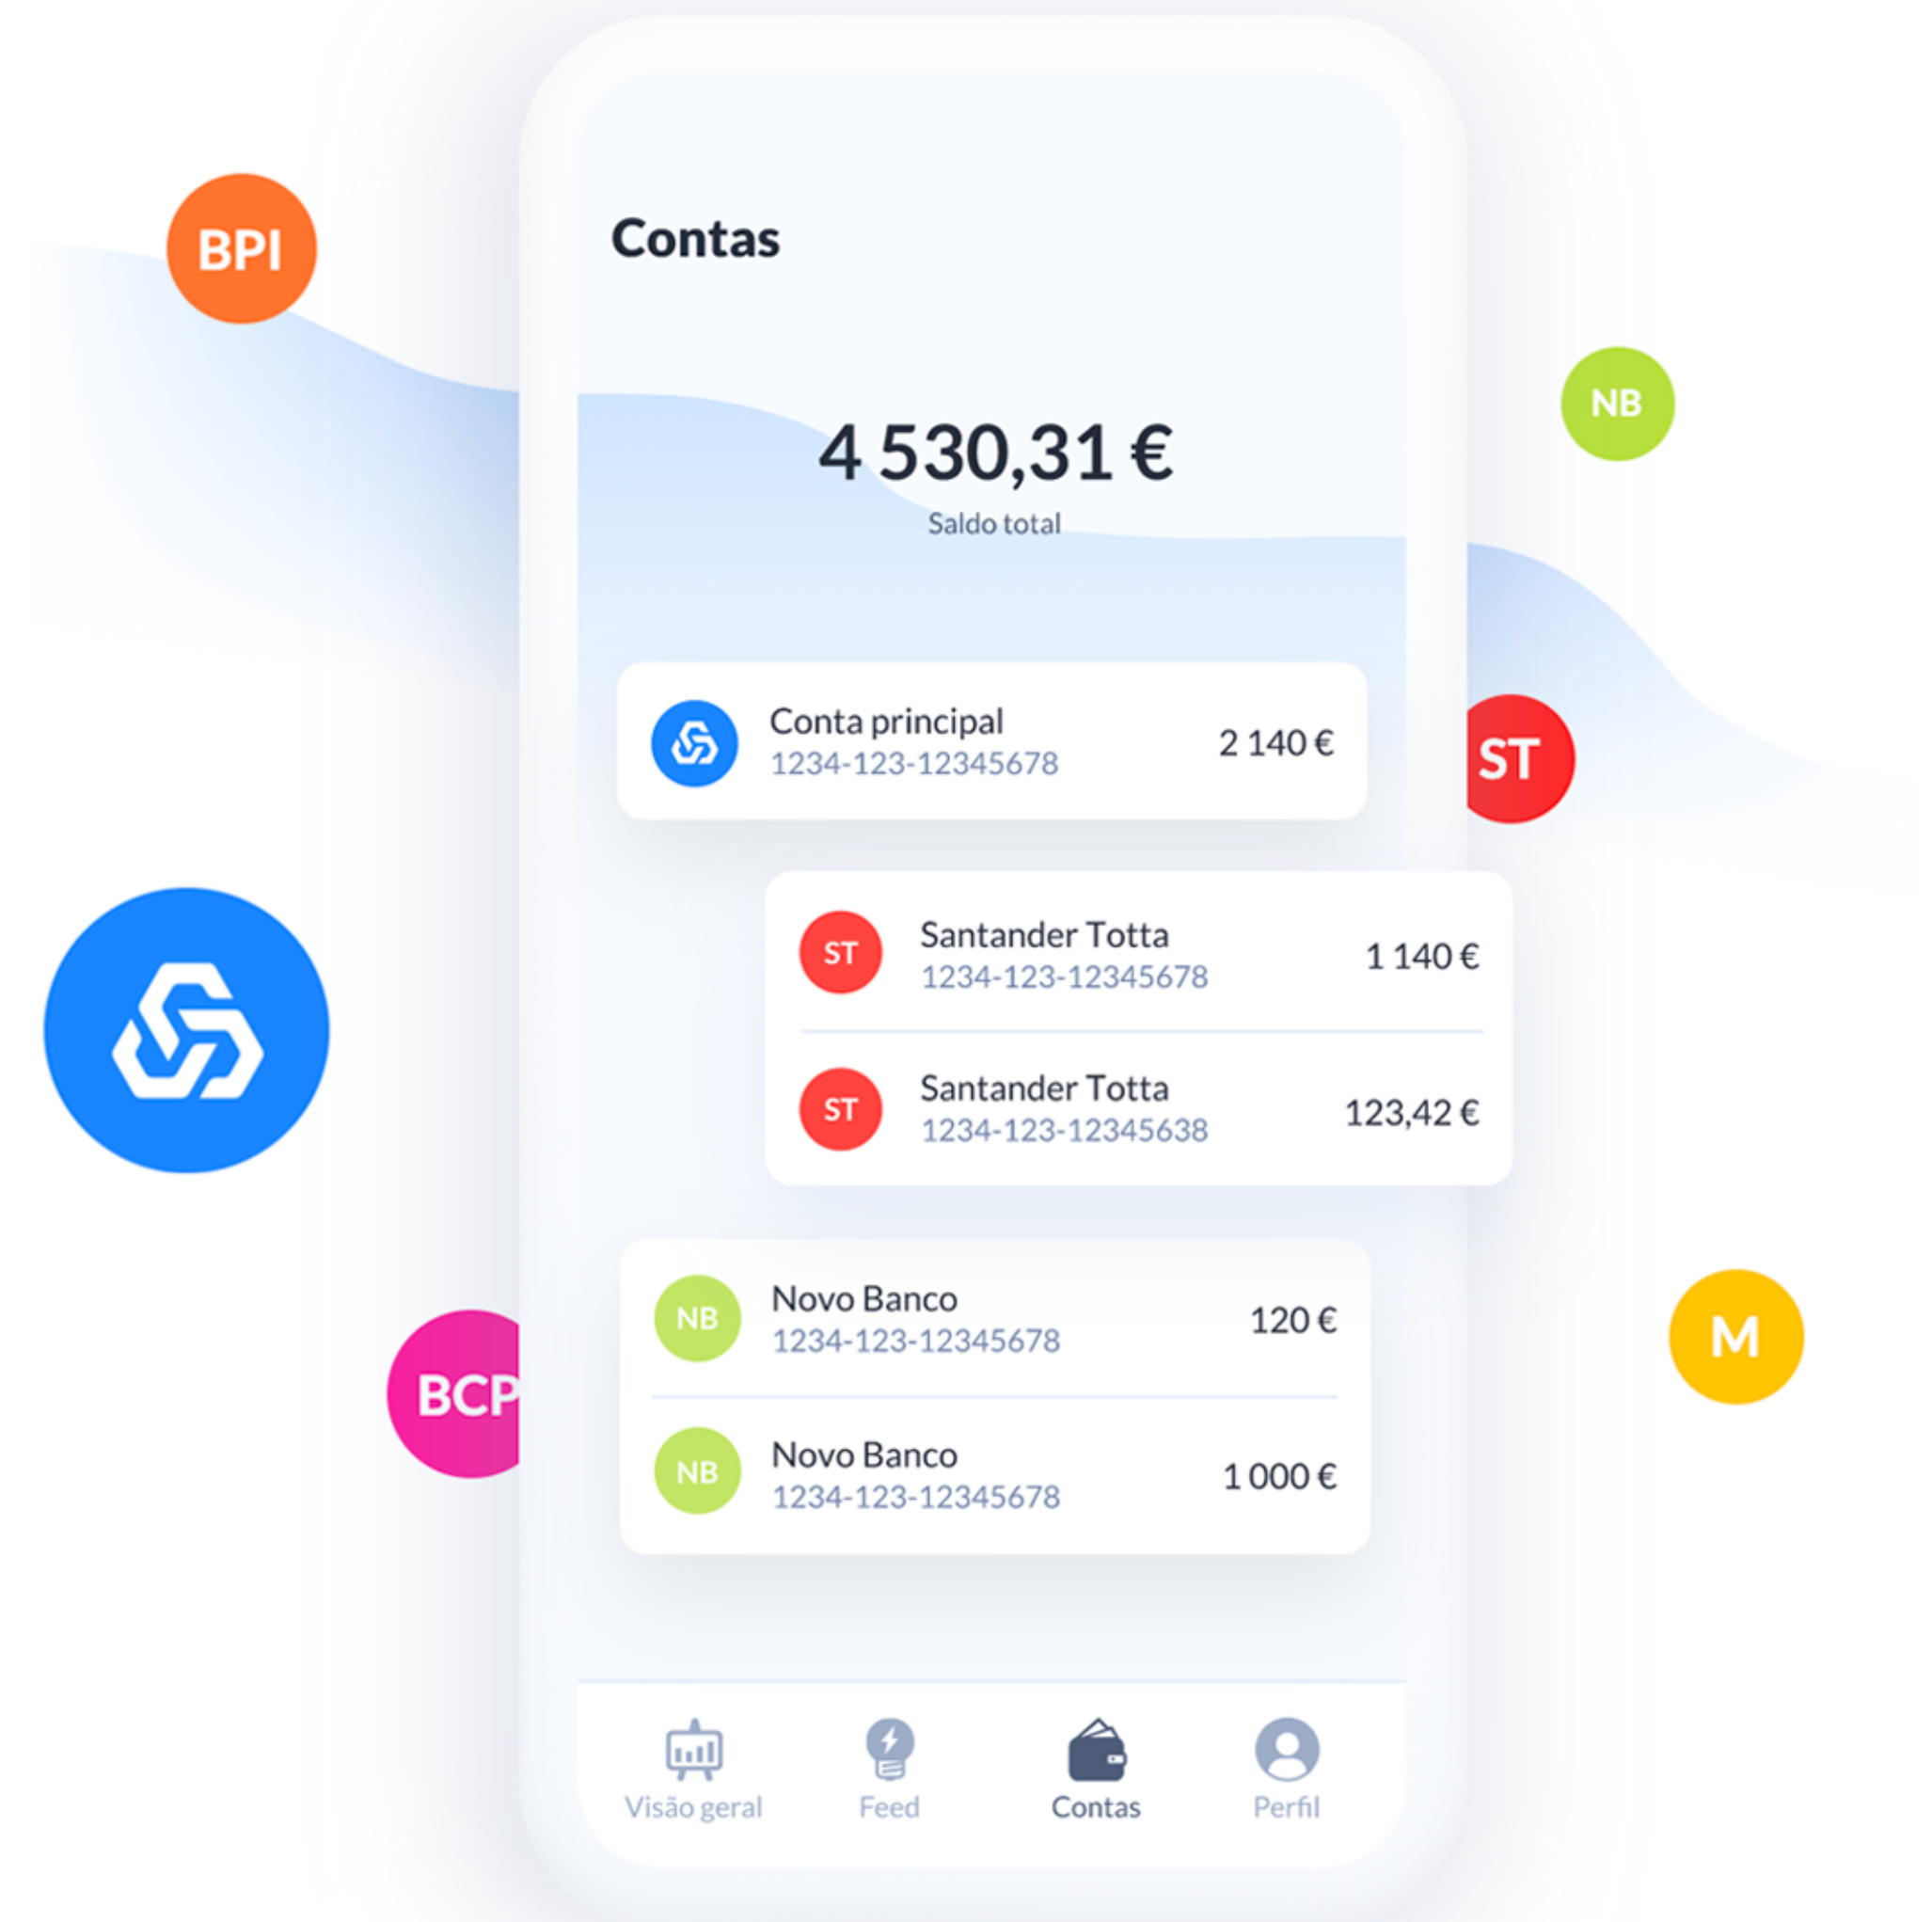 BPI
Contas
NB
4 530,31 €
Saldo total
Conta principal
1234-123-12345678
2 140 €
ST
ST
Santander Totta
1234-123-12345678
1 140 €
ST
Santander Totta
1234-123-12345638
123,42 €
NB
Novo Banco
1234-123-12345678
120 €
BCP
M
NB
Novo Banco
1234-123-12345678
1 000 €
Visão geral
Feed
Contas
Perfil